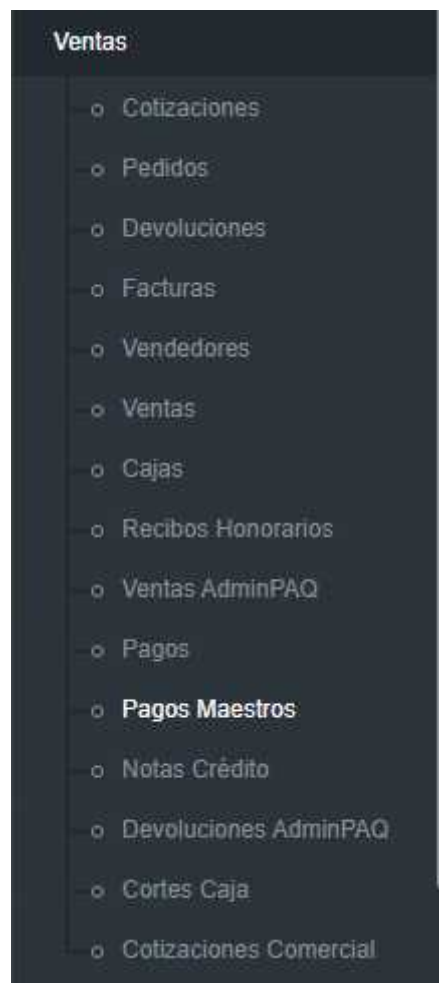 Ventas
Cotizaciones
Pedidos
Devoluciones
Facturas
Vendedores
Ventas
Cajas
Recibos Honorarios
Ventas AdminPAQ
Pagos
Pagos Maestros
Notas Crédito
Devoluciones AdminPAQ
Cortes Caja
Cotizaciones Comercial